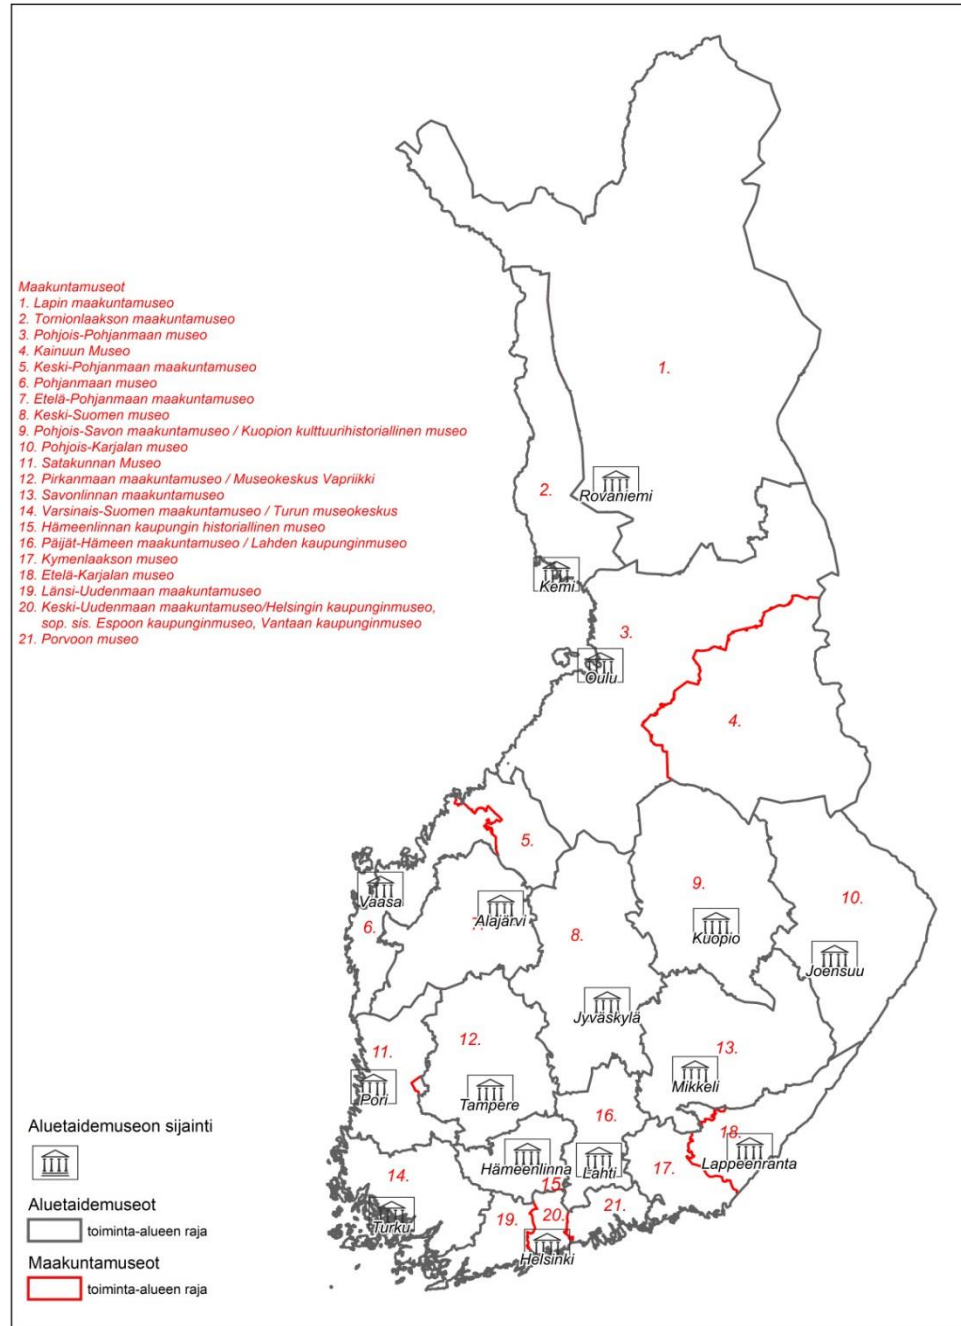 Maakuntamuseot
1. Lapin maakuntamuseo
2. Tornionlaakson maakuntamuseo
3. Pohjois-Pohjanmaan museo
4. Kainuun Museo
5. Keski-Pohjanmaan maakuntamuseo
6. Pohjanmaan museo
7. Etelä-Pohjanmaan maakuntamuseo
8. Keski-Suomen museo
9. Pohjois-Savon maakuntamuseo / Kuopion kulttuurihistoriallinen museo
10. Pohjois-Karjalan museo
11. Satakunnan Museo
12. Pirkanmaan maakuntamuseo / Museokeskus Vapriikki
13. Savonlinnan maakuntamuseo
14. Varsinais-Suomen maakuntamuseo / Turun museokeskus
15. Hämeenlinnan kaupungin historiallinen museo
16. Päijät-Hämeen maakuntamuseo / Lahden kaupunginmuseo
17. Kymenlaakson museo
18. Etelä-Karjalan museo
19. Länsi-Uudenmaan maakuntamuseo
20. Keski-Uudenmaan maakuntamuseo/Helsingin kaupunginmuseo,
sop. sis. Espoon kaupunginmuseo, Vantaan kaupunginmuseo
21. Porvoon museo
1.
Rovaniemi
2.
Kemi
3.
Oulu
4.
5.
Vaasa
6.
Alajärvi
8.
9.
Kuopio
10.
Joensuu
Jyväskylä
11.
Pori
12.
Tampere
13.
Mikkeli
16.
Lahti
18.
Lappeenranta
17.
Hämeenlinna
15.
14.
Turku
19.
20.
21.
Helsinki
Aluetaidemuseon sijainti
Aluetaidemuseot
toiminta-alueen raja
Maakuntamuseot
toiminta-alueen raja